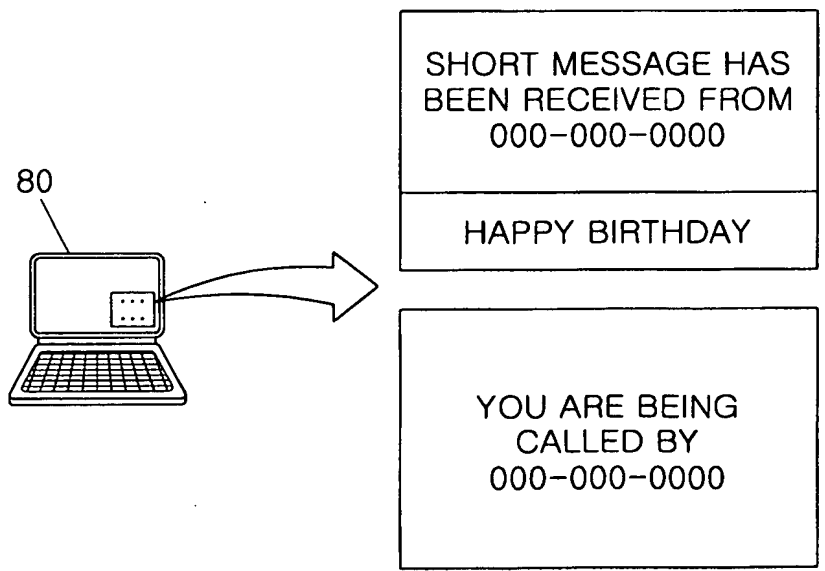 SHORT MESSAGE HAS
BEEN RECEIVED FROM
000-000-0000
HAPPY BIRTHDAY
80
YOU ARE BEING
CALLED BY
000-000-0000